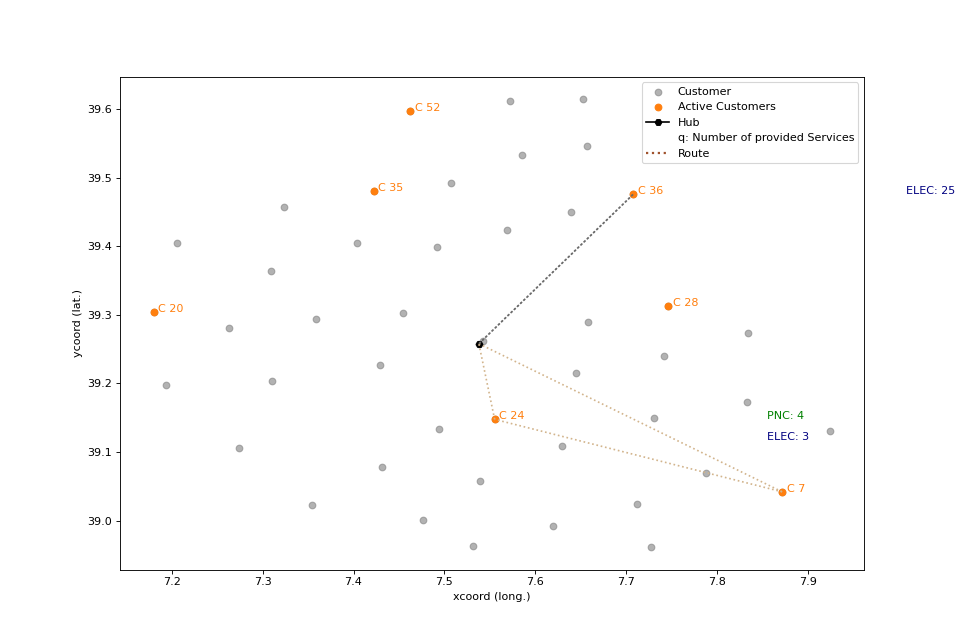 Customer
Active Customers
Hub
q: Number of provided Services
Route
C 52
C 35
C 36
ELEC: 25
C 20
C 28
C 24
PNC: 4
ELEC: 3
C 7
39.6
39.5
39.4
39.3
39.2
39.1
39.0
ycoord (lat.)
7.2
7.3
7.4
7.5
7.6
7.7
7.8
7.9
xcoord (long.)